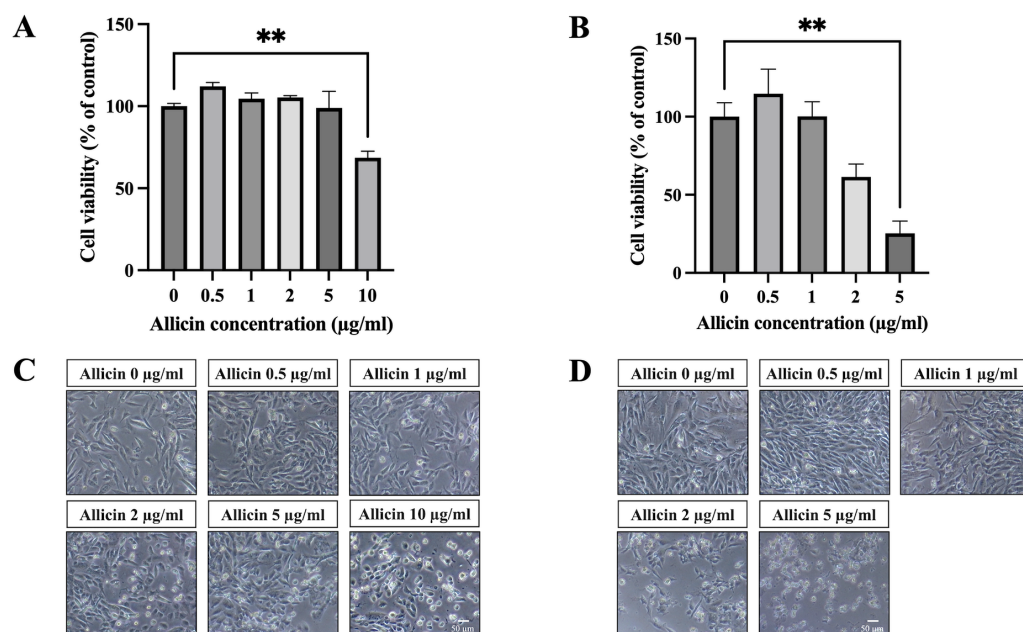 A
Cell viability (% of control)
150
100
50
0
**
0 0.5 1 2 5 10
Allicin concentration (μg/ml)
B
Cell viability (% of control)
150
100
50
0
**
0 0.5 1 2 5
Allicin concentration (μg/ml)
C
Allicin 0 μg/ml Allicin 0.5 μg/ml Allicin 1 μg/ml
Allicin 2 μg/ml Allicin 5 μg/ml Allicin 10 μg/ml
50 μm
D
Allicin 0 μg/ml Allicin 0.5 μg/ml Allicin 1 μg/ml
Allicin 2 μg/ml Allicin 5 μg/ml
50 μm